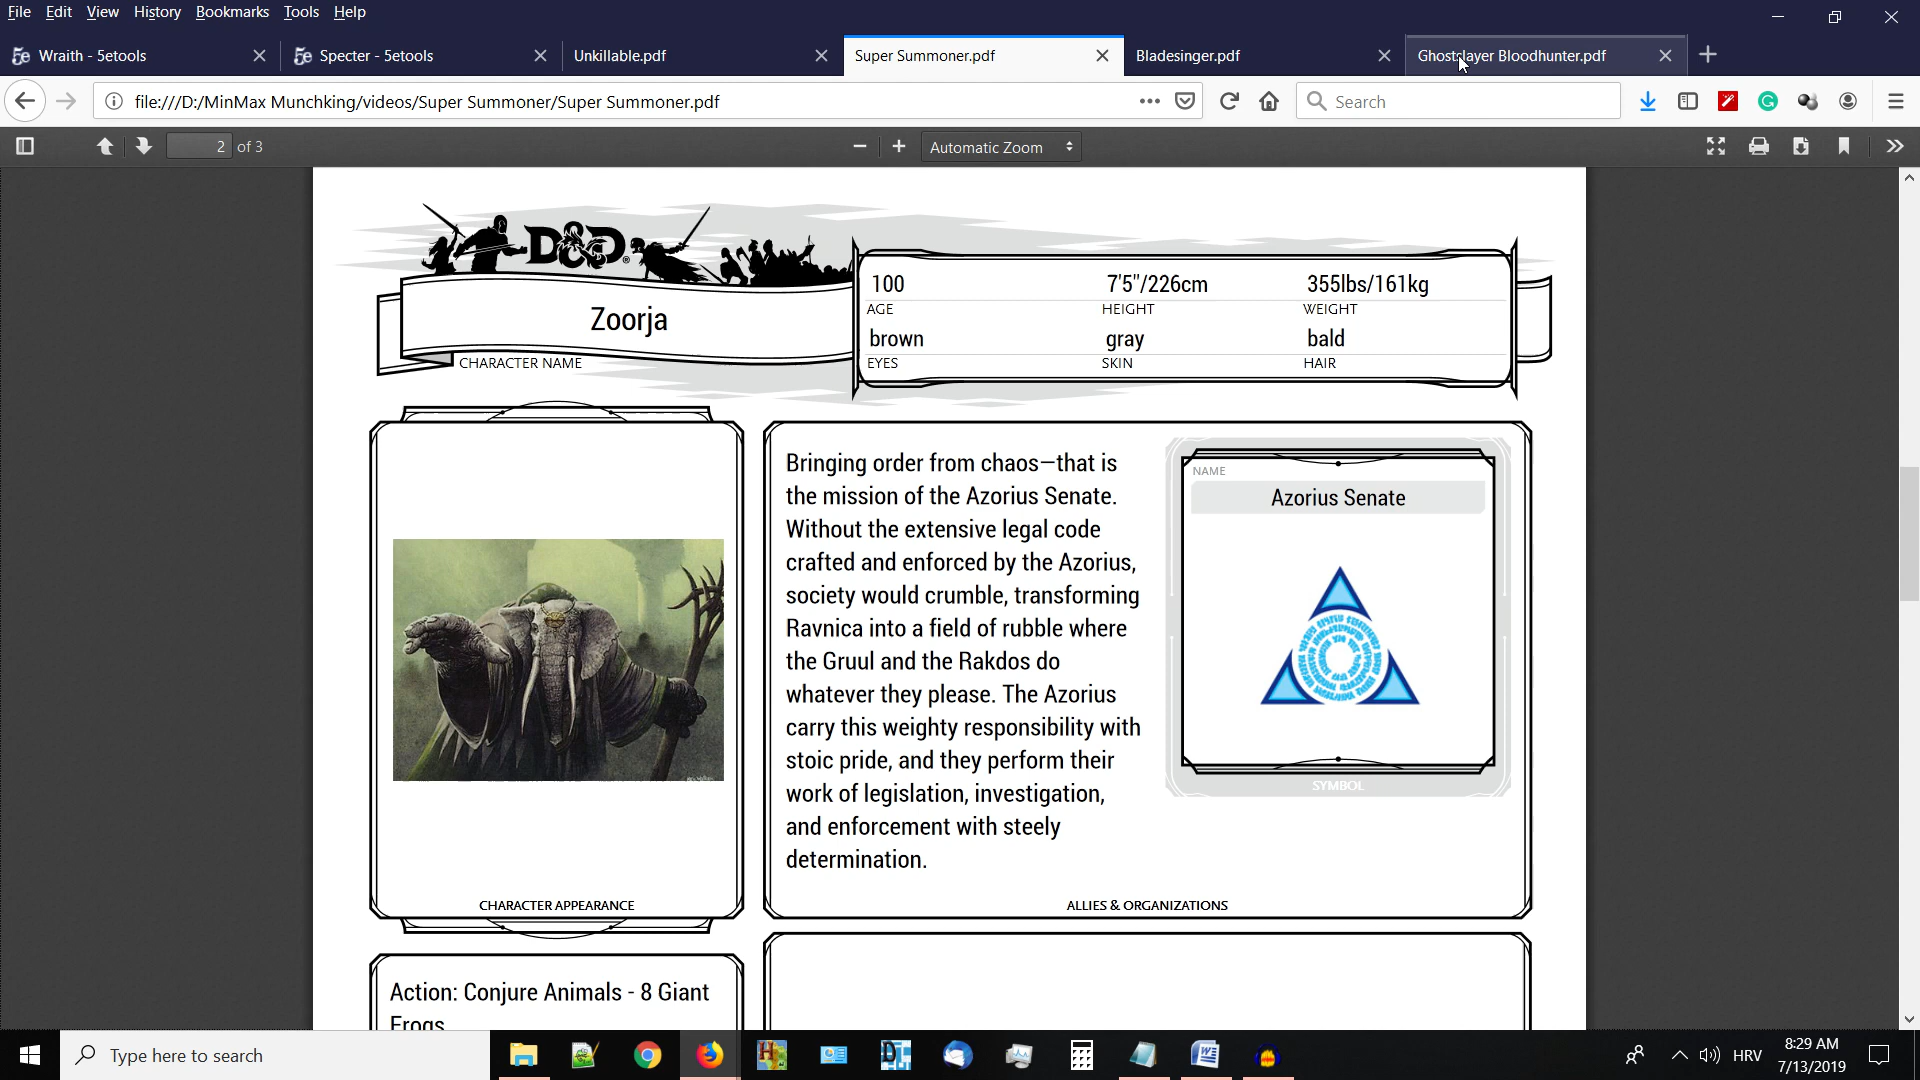 File Edit View History Bookmarks Tools Help
Wraith - 5etools
Specter - 5etools
Unkillable.pdf
Super Summoner.pdf
Bladesinger.pdf
Ghostslayer Bloodhunter.pdf
file:///D:/MinMax Munchking/videos/Super Summoner/Super Summoner.pdf
Search
2 of 3
Automatic Zoom
D&D
Zoorja
CHARACTER NAME
100 7'5"/226cm 355lbs/161kg
AGE HEIGHT WEIGHT
brown gray bald
EYES SKIN HAIR
CHARACTER APPEARANCE
Bringing order from chaos—that is
the mission of the Azorius Senate.
Without the extensive legal code
crafted and enforced by the Azorius,
society would crumble, transforming
Ravnica into a field of rubble where
the Gruul and the Rakdos do
whatever they please. The Azorius
carry this weighty responsibility with
stoic pride, and they perform their
work of legislation, investigation,
and enforcement with steely
determination.
NAME
Azorius Senate
SYMBOL
ALLIES & ORGANIZATIONS
Action: Conjure Animals - 8 Giant
Frogs
Type here to search
HRV
8:29 AM
7/13/2019